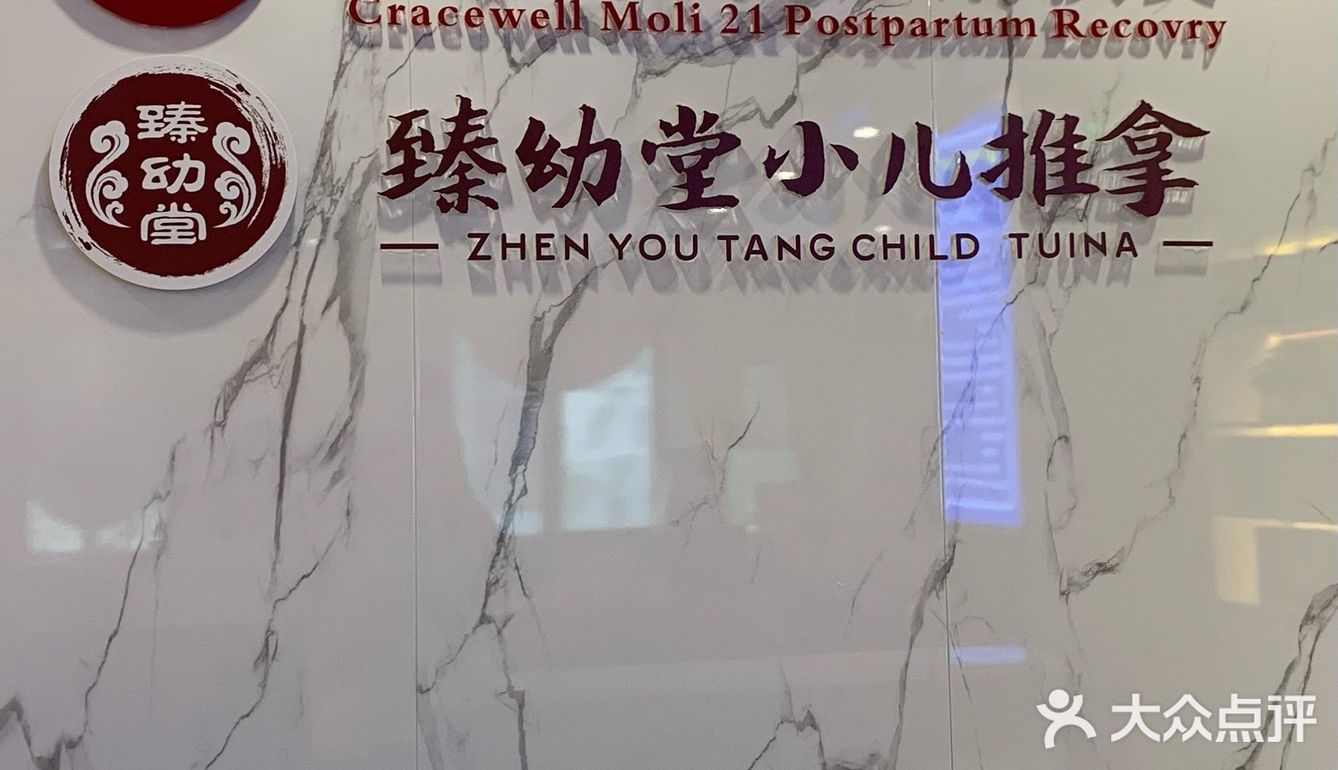 Cracewell Moli 21 Postpartum Recovry
臻
幼
堂
臻幼堂小儿推拿
ZHEN YOU TANG CHILD TUINA
大众点评